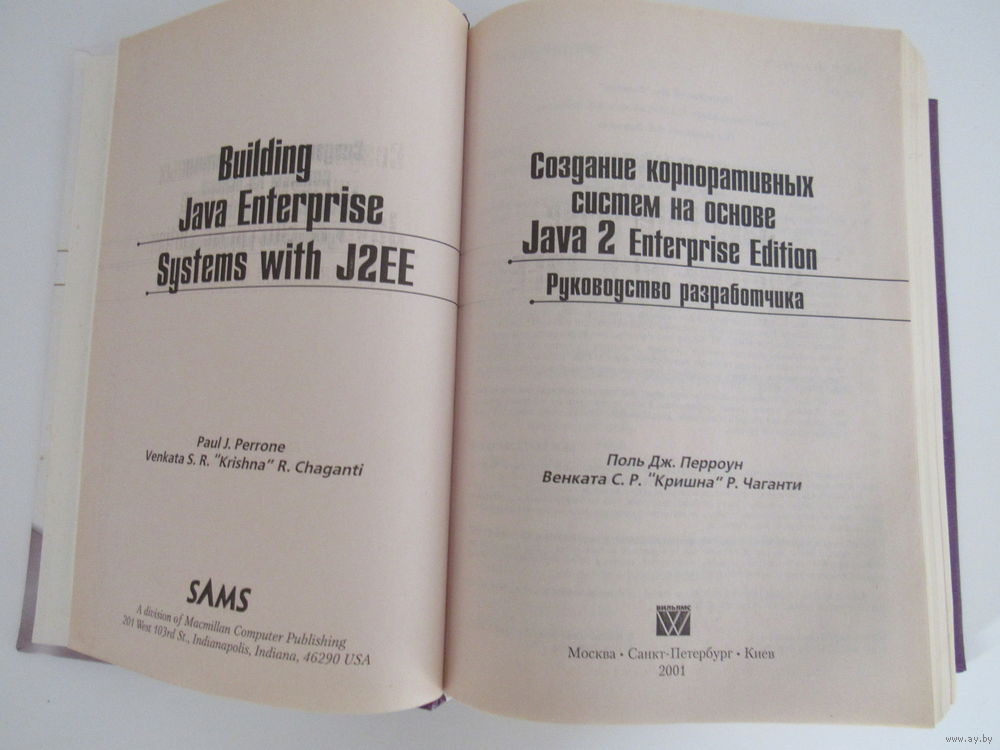 Building
Java Enterprise
Systems with J2EE
Paul J. Perrone
Venkata S. R. "Krishna" R. Chaganti
SAMS
A division of Macmillan Computer Publishing
201 West 103rd St., Indianapolis, Indiana, 46290 USA
Создание корпоративных
систем на основе
Java 2 Enterprise Edition
Руководство разработчика
Поль Дж. Перроун
Венката С. Р. "Кришна" Р. Чаганти
ВИЛЬЯМС
Москва • Санкт-Петербург • Киев
2001
www.ay.by